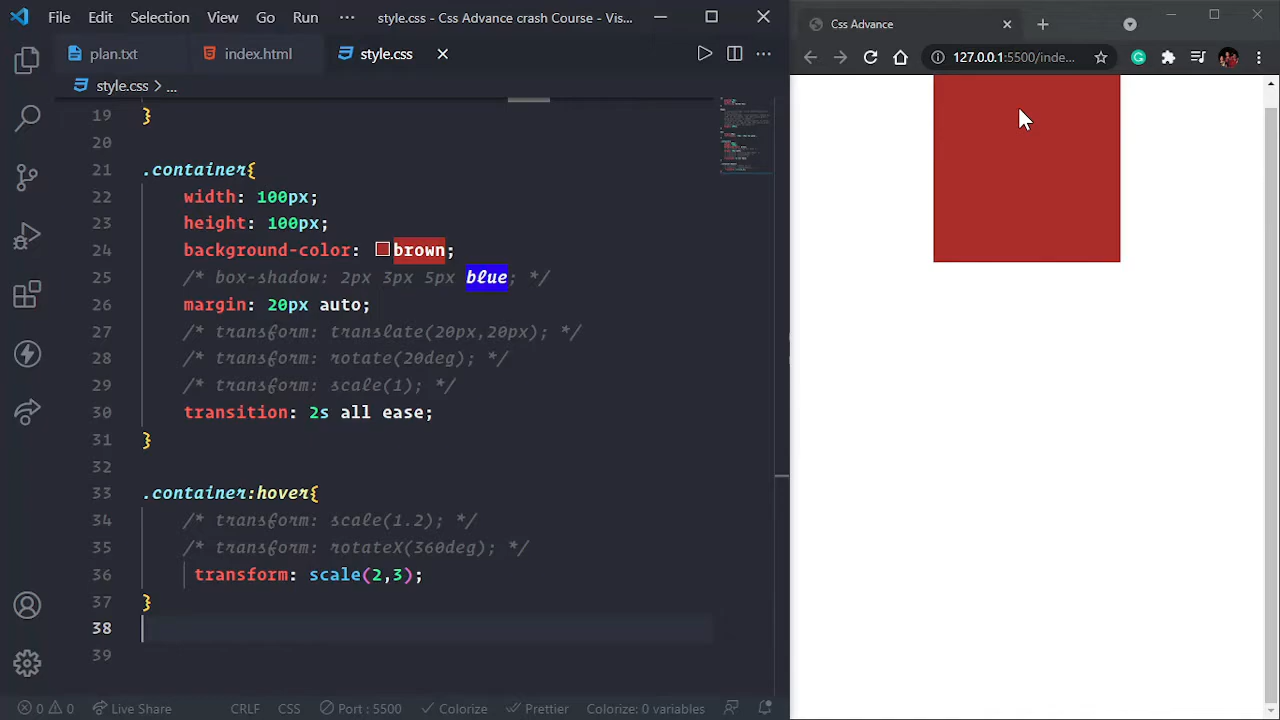 File Edit Selection View Go Run ··· style.css - Css Advance crash Course - Vis...
plan.txt index.html style.css
style.css > ...
19 }
20
21 .container{
22 width: 100px;
23 height: 100px;
24 background-color: brown;
25 /* box-shadow: 2px 3px 5px blue; */
26 margin: 20px auto;
27 /* transform: translate(20px,20px); */
28 /* transform: rotate(20deg); */
29 /* transform: scale(1); */
30 transition: 2s all ease;
31 }
32
33 .container:hover{
34 /* transform: scale(1.2); */
35 /* transform: rotateX(360deg); */
36 transform: scale(2,3);
37 }
38
39
0 0 Live Share CRLF CSS Port : 5500 Colorize Prettier Colorize: 0 variables
Css Advance
127.0.0.1:5500/inde...